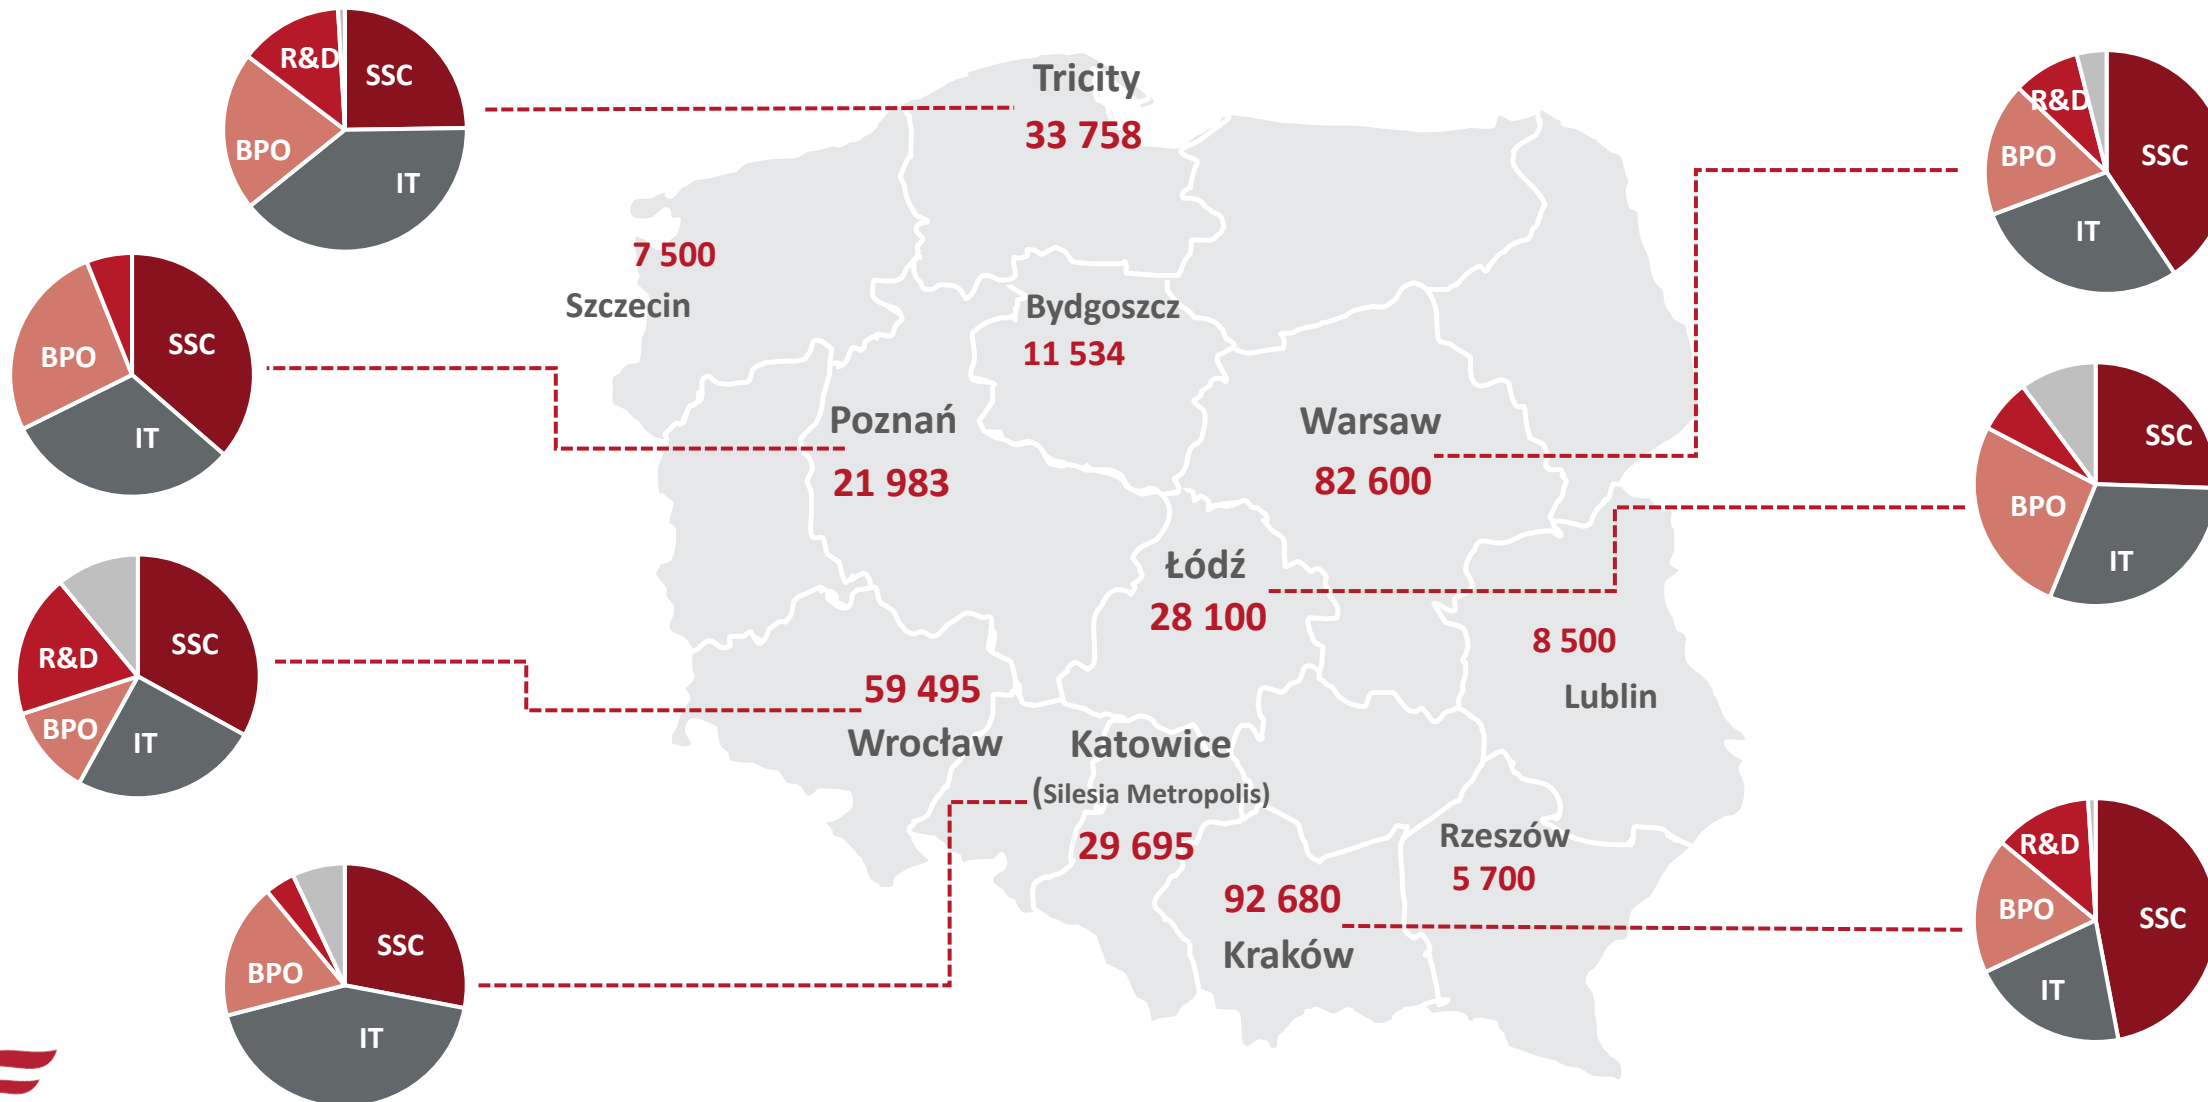 R&D
SSC
BPO
IT
Tricity
33 758
R&D
SSC
BPO
IT
7 500
Szczecin
Bydgoszcz
11 534
SSC
BPO
IT
Poznań
21 983
Warsaw
82 600
SSC
BPO
IT
Łódź
28 100
8 500
Lublin
SSC
R&D
BPO
IT
59 495
Wrocław
Katowice
(Silesia Metropolis)
29 695
Rzeszów
5 700
92 680
Kraków
R&D
BPO
SSC
IT
SSC
BPO
IT